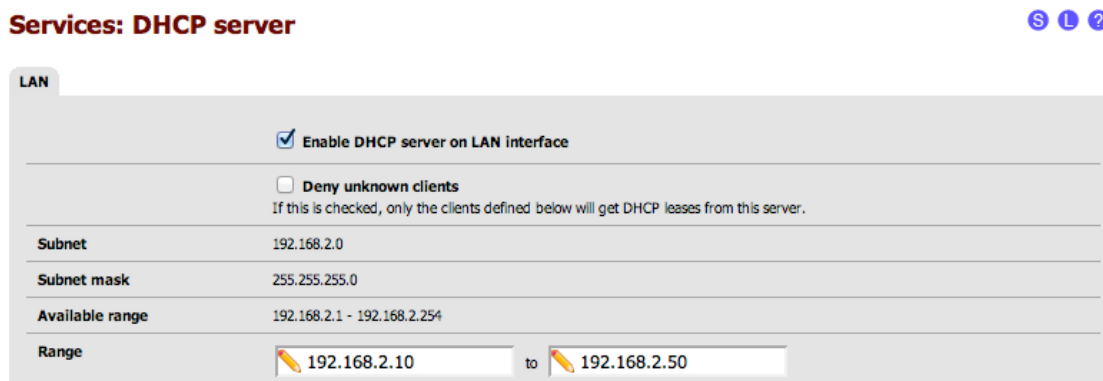 Services: DHCP server
S L ?
LAN
Enable DHCP server on LAN interface
Deny unknown clients
If this is checked, only the clients defined below will get DHCP leases from this server.
Subnet 192.168.2.0
Subnet mask 255.255.255.0
Available range 192.168.2.1 - 192.168.2.254
Range 192.168.2.10 to 192.168.2.50